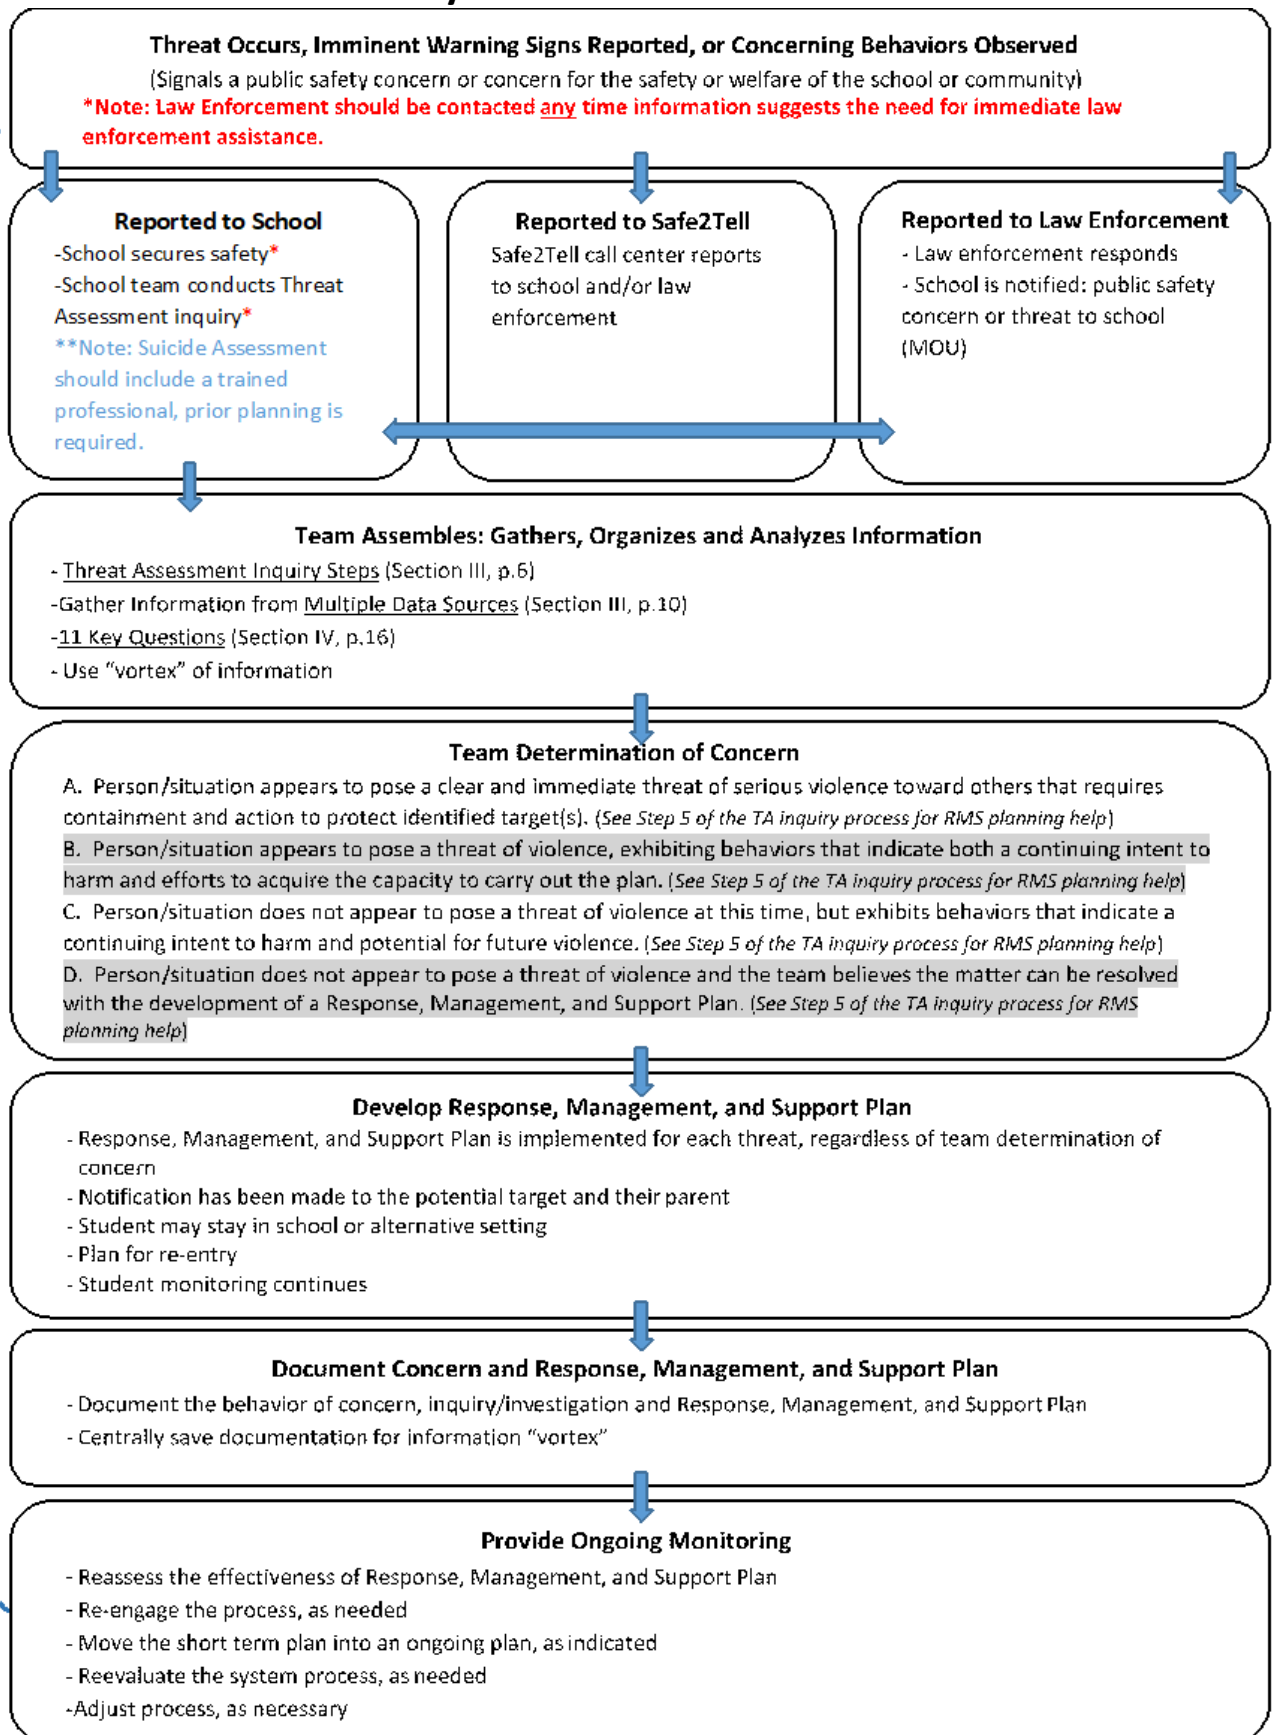 Threat Occurs, Imminent Warning Signs Reported, or Concerning Behaviors Observed
(Signals a public safety concern or concern for the safety or welfare of the school or community)
*Note: Law Enforcement should be contacted any time information suggests the need for immediate law
enforcement assistance.
Reported to School
-School secures safety*
-School team conducts Threat
Assessment inquiry*
**Note: Suicide Assessment
should include a trained
professional, prior planning is
required.
Reported to Safe2Tell
Safe2Tell call center reports
to school and/or law
enforcement
Reported to Law Enforcement
- Law enforcement responds
- School is notified: public safety
concern or threat to school
(MOU)
Team Assembles: Gathers, Organizes and Analyzes Information
- Threat Assessment Inquiry Steps (Section III, p.6)
-Gather Information from Multiple Data Sources (Section III, p.10)
-11 Key Questions (Section IV, p.16)
- Use “vortex” of information
Team Determination of Concern
A. Person/situation appears to pose a clear and immediate threat of serious violence toward others that requires
containment and action to protect identified target(s). (See Step 5 of the TA inquiry process for RMS planning help)
B. Person/situation appears to pose a threat of violence, exhibiting behaviors that indicate both a continuing intent to
harm and efforts to acquire the capacity to carry out the plan. (See Step 5 of the TA inquiry process for RMS planning help)
C. Person/situation does not appear to pose a threat of violence at this time, but exhibits behaviors that indicate a
continuing intent to harm and potential for future violence. (See Step 5 of the TA inquiry process for RMS planning help)
D. Person/situation does not appear to pose a threat of violence and the team believes the matter can be resolved
with the development of a Response, Management, and Support Plan. (See Step 5 of the TA inquiry process for RMS
planning help)
Develop Response, Management, and Support Plan
- Response, Management, and Support Plan is implemented for each threat, regardless of team determination of
concern
- Notification has been made to the potential target and their parent
- Student may stay in school or alternative setting
- Plan for re-entry
- Student monitoring continues
Document Concern and Response, Management, and Support Plan
- Document the behavior of concern, inquiry/investigation and Response, Management, and Support Plan
- Centrally save documentation for information “vortex”
Provide Ongoing Monitoring
- Reassess the effectiveness of Response, Management, and Support Plan
- Re-engage the process, as needed
- Move the short term plan into an ongoing plan, as indicated
- Reevaluate the system process, as needed
-Adjust process, as necessary